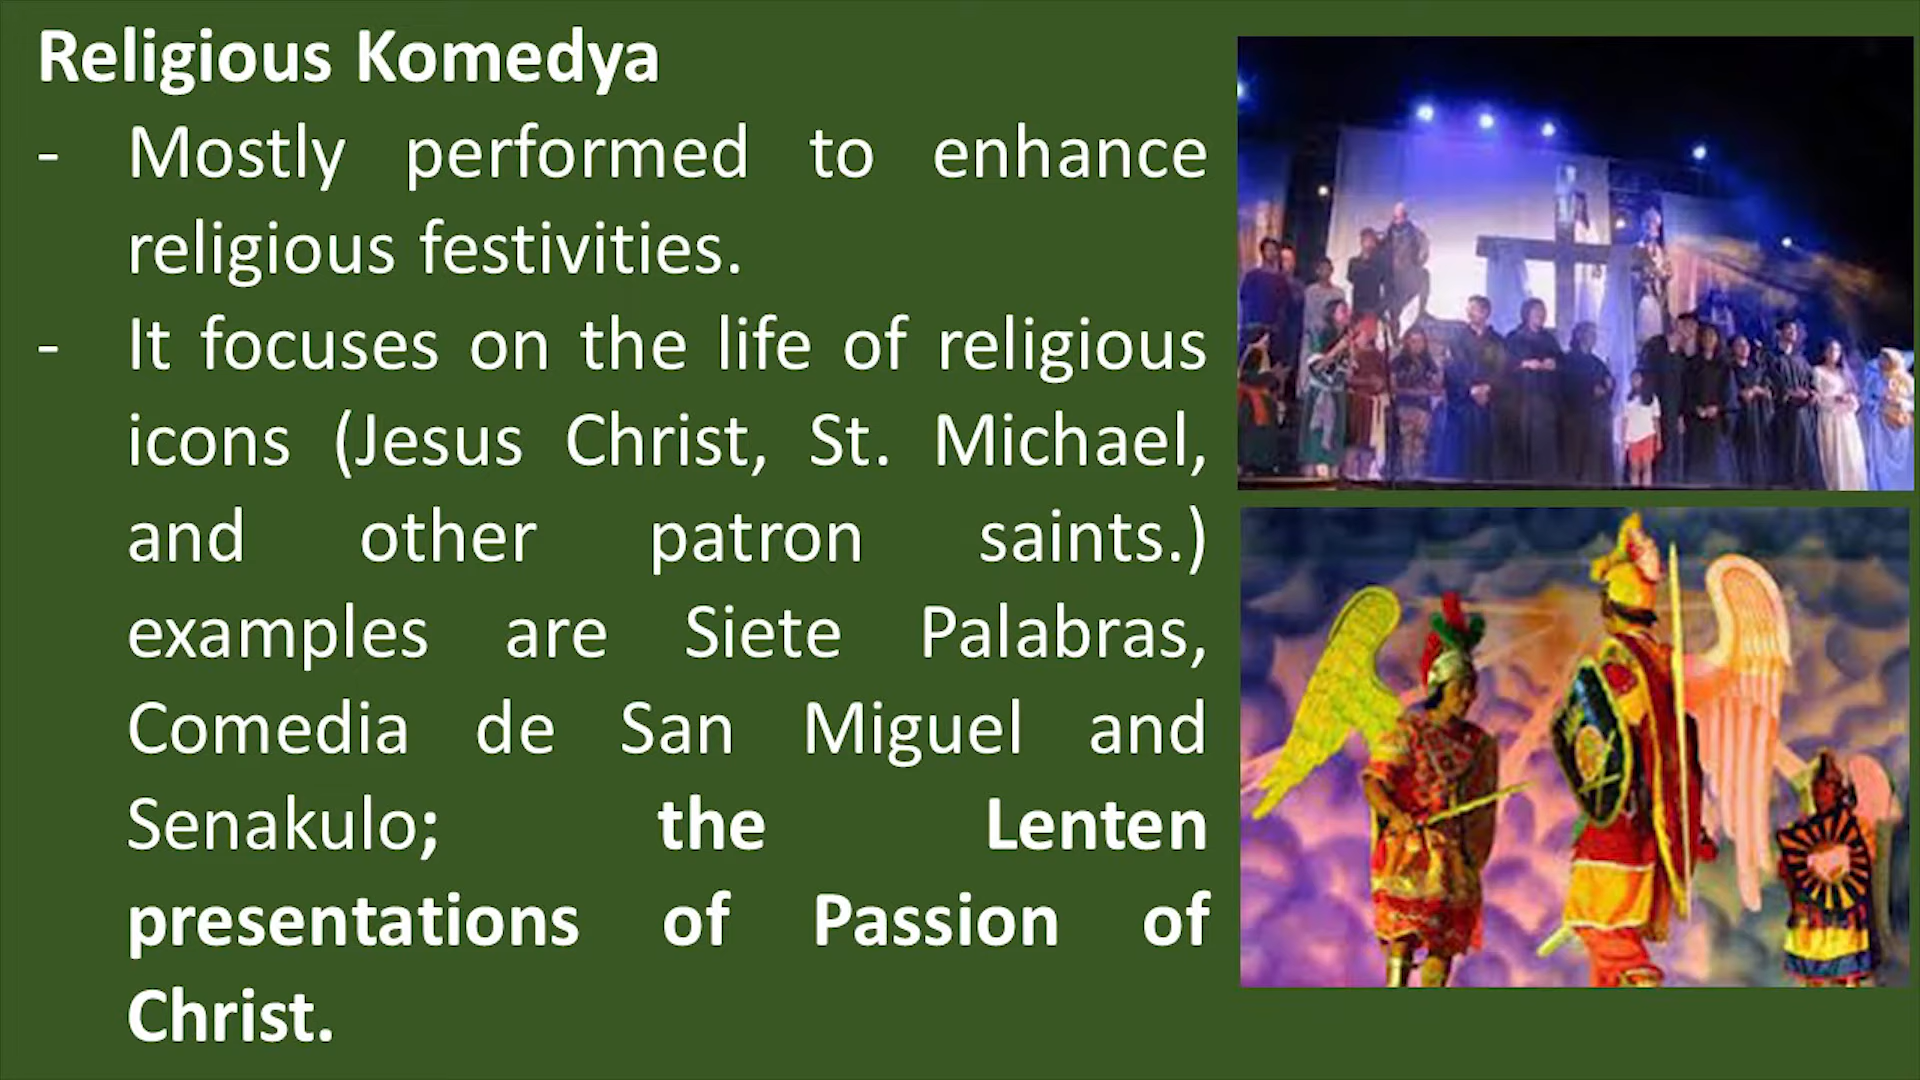 Religious Komedya
- Mostly performed to enhance
religious festivities.
- It focuses on the life of religious
icons (Jesus Christ, St. Michael,
and other patron saints.)
examples are Siete Palabras,
Comedia de San Miguel and
Senakulo; the Lenten
presentations of Passion of
Christ.